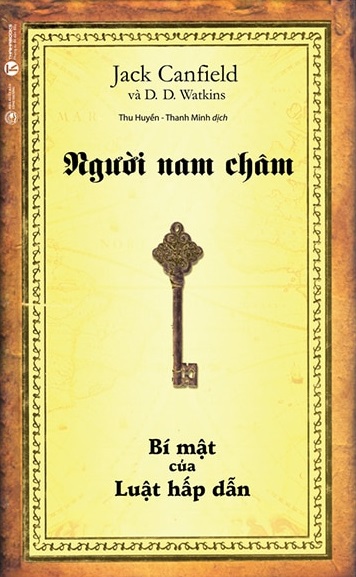 Jack Canfield
và D. D. Watkins
Thu Huyền - Thanh Minh dịch
Người nam châm
Bí mật
của
Luật hấp dẫn